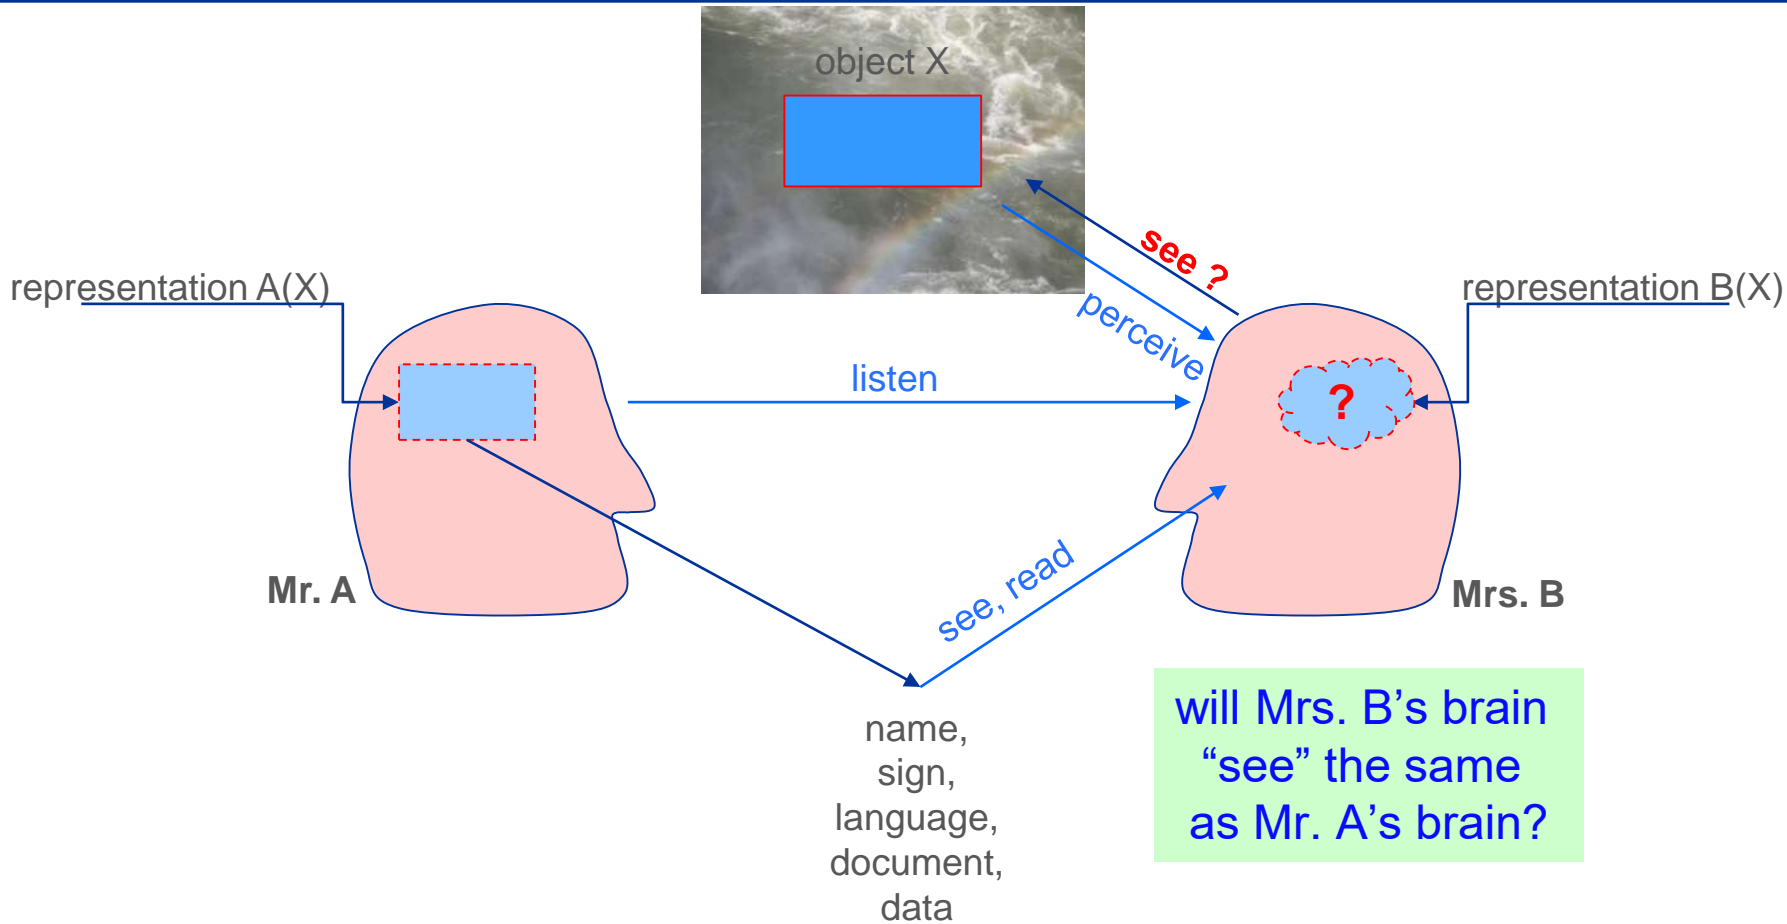 object X
see ?
representation A(X)
representation B(X)
perceive
listen
?
Mr. A
see, read
Mrs. B
name,
sign,
language,
document,
data
will Mrs. B’s brain
“see” the same
as Mr. A’s brain?